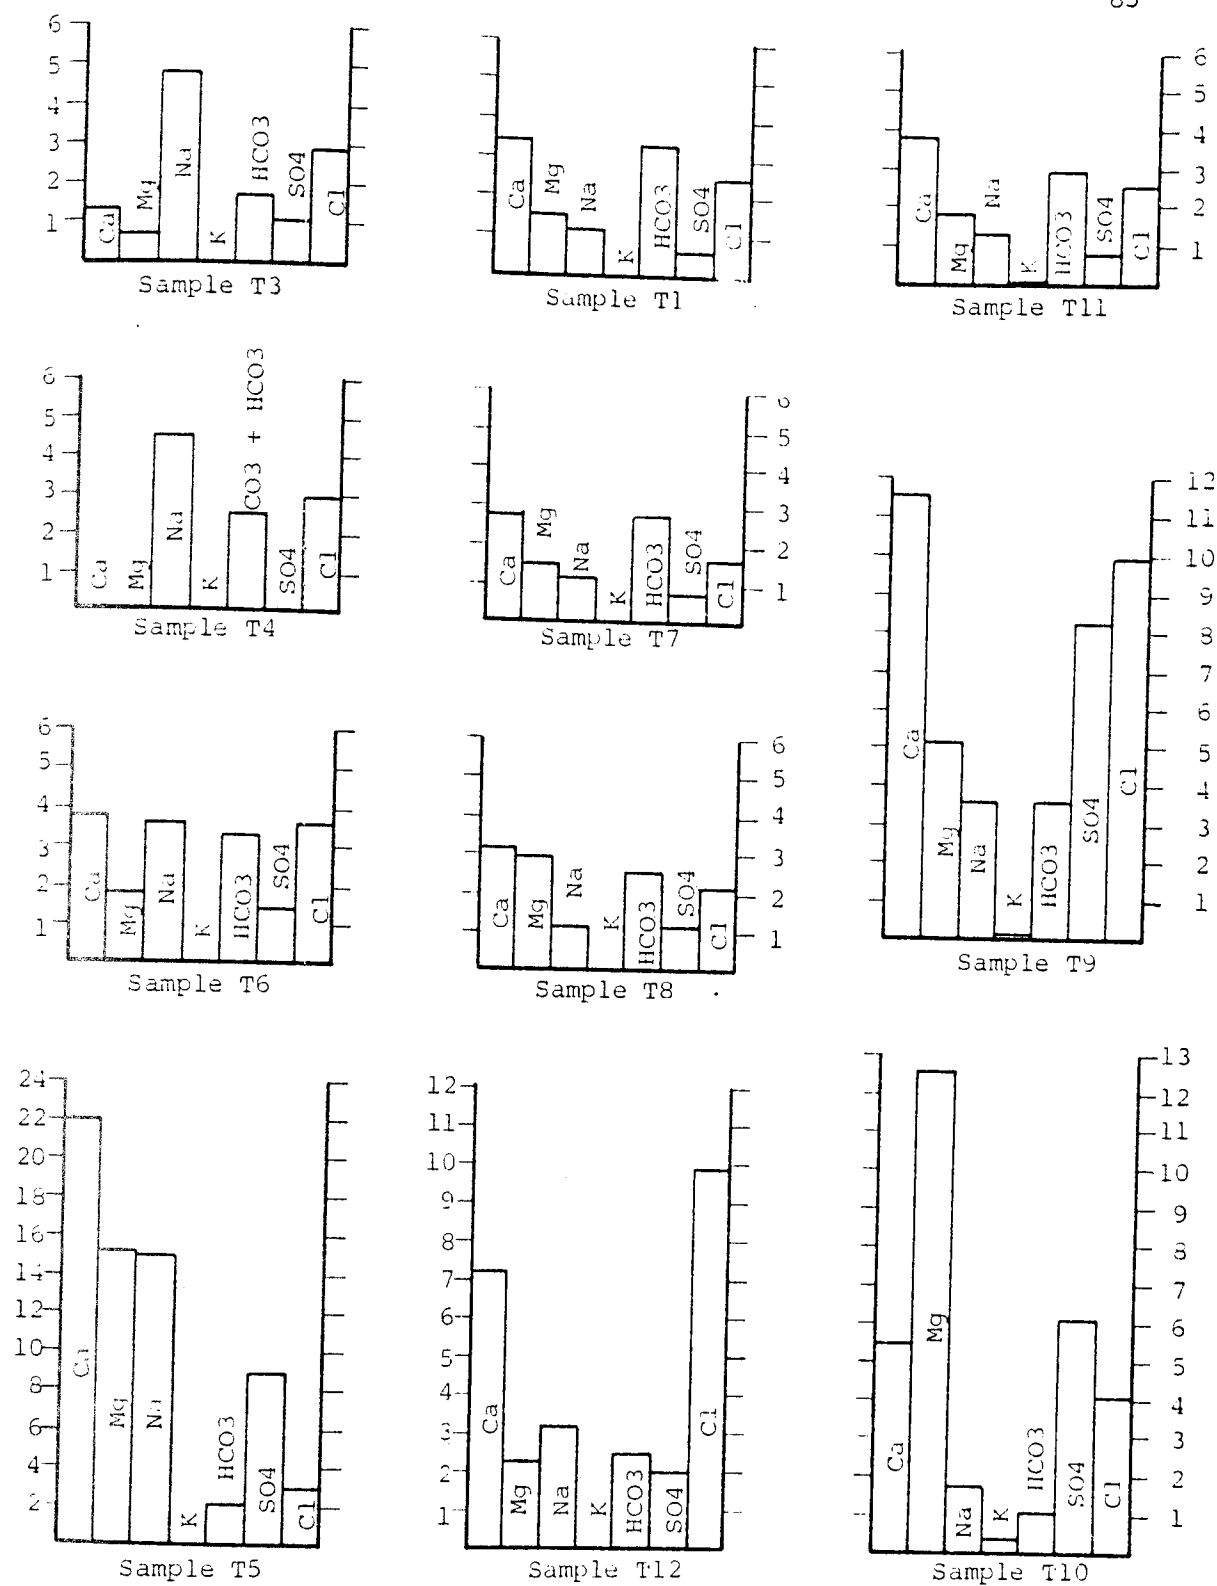 85
6
5
4
3
2
1
Ca
Mg
Na
K
HCO3
SO4
Cl
Sample T3
Ca
Mg
Na
K
HCO3
SO4
Cl
Sample T1
Ca
Mg
Na
K
HCO3
SO4
Cl
6
5
4
3
2
1
Sample T11
6
5
4
3
2
1
Ca
Mg
Na
K
CO3 + HCO3
SO4
Cl
Sample T4
Ca
Mg
Na
K
HCO3
SO4
Cl
6
5
4
3
2
1
Sample T7
Ca
Mg
Na
K
HCO3
SO4
Cl
12
11
10
9
8
7
6
5
4
3
2
1
Sample T9
6
5
4
3
2
1
Ca
Mg
Na
K
HCO3
SO4
Cl
Sample T6
Ca
Mg
Na
K
HCO3
SO4
Cl
6
5
4
3
2
1
Sample T8
24
22
20
18
16
14
12
10
8
6
4
2
Ca
Mg
Na
K
HCO3
SO4
Cl
Sample T5
12
11
10
9
8
7
6
5
4
3
2
1
Ca
Mg
Na
K
HCO3
SO4
Cl
Sample T12
Ca
Mg
Na
K
HCO3
SO4
Cl
13
12
11
10
9
8
7
6
5
4
3
2
1
Sample T10